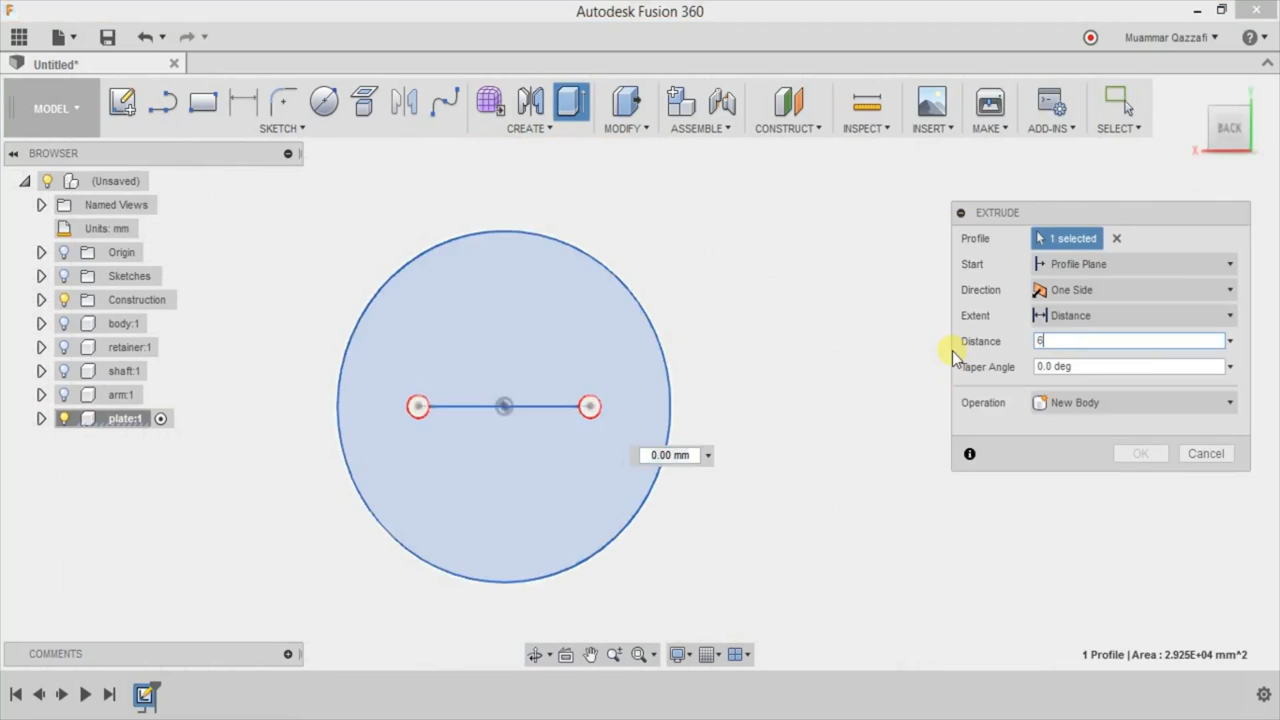 Autodesk Fusion 360
Muammar Qazzafi
Untitled*
MODEL
SKETCH
CREATE
MODIFY
ASSEMBLE
CONSTRUCT
INSPECT
INSERT
MAKE
ADD-INS
SELECT
BACK
Y
X
BROWSER
(Unsaved)
Named Views
Units: mm
Origin
Sketches
Construction
body:1
retainer:1
shaft:1
arm:1
plate:1
EXTRUDE
Profile 1 selected
Start Profile Plane
Direction One Side
Extent Distance
Distance 6
Taper Angle 0.0 deg
Operation New Body
OK Cancel
0.00 mm
COMMENTS
1 Profile | Area : 2.925E+04 mm^2